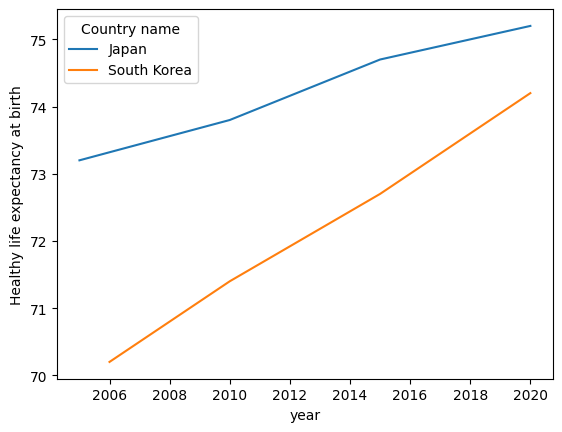 Country name
Japan
South Korea
75
74
73
72
71
70
Healthy life expectancy at birth
2006 2008 2010 2012 2014 2016 2018 2020
year